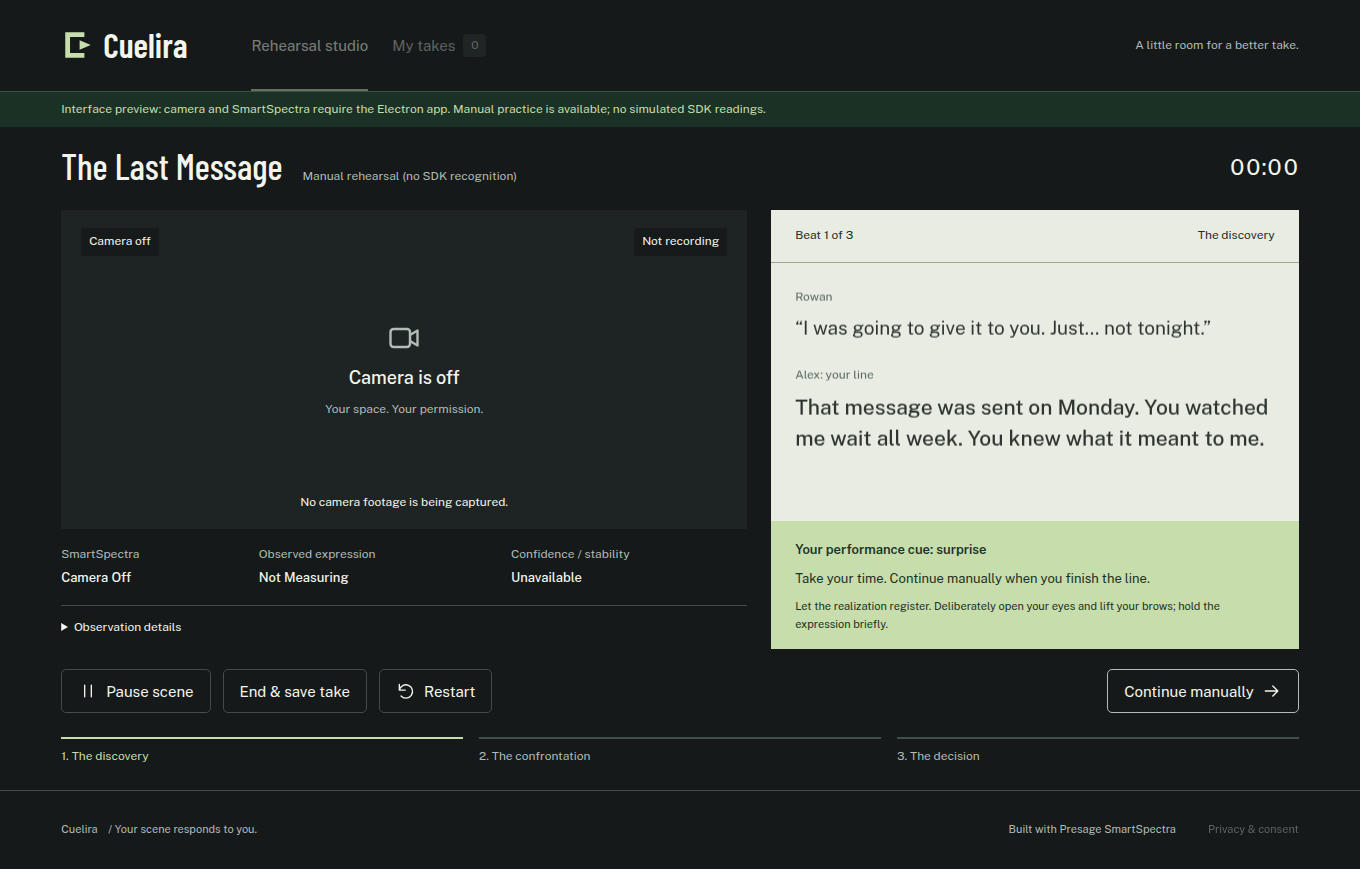 Cuelira
Rehearsal studio
My takes 0
A little room for a better take.
Interface preview: camera and SmartSpectra require the Electron app. Manual practice is available; no simulated SDK readings.
The Last Message
Manual rehearsal (no SDK recognition)
00:00
Camera off
Not recording
Camera is off
Your space. Your permission.
No camera footage is being captured.
SmartSpectra
Camera Off
Observed expression
Not Measuring
Confidence / stability
Unavailable
Observation details
Beat 1 of 3
The discovery
Rowan
“I was going to give it to you. Just... not tonight.”
Alex: your line
That message was sent on Monday. You watched
me wait all week. You knew what it meant to me.
Your performance cue: surprise
Take your time. Continue manually when you finish the line.
Let the realization register. Deliberately open your eyes and lift your brows; hold the
expression briefly.
Pause scene
End & save take
Restart
Continue manually
1. The discovery
2. The confrontation
3. The decision
Cuelira / Your scene responds to you.
Built with Presage SmartSpectra
Privacy & consent